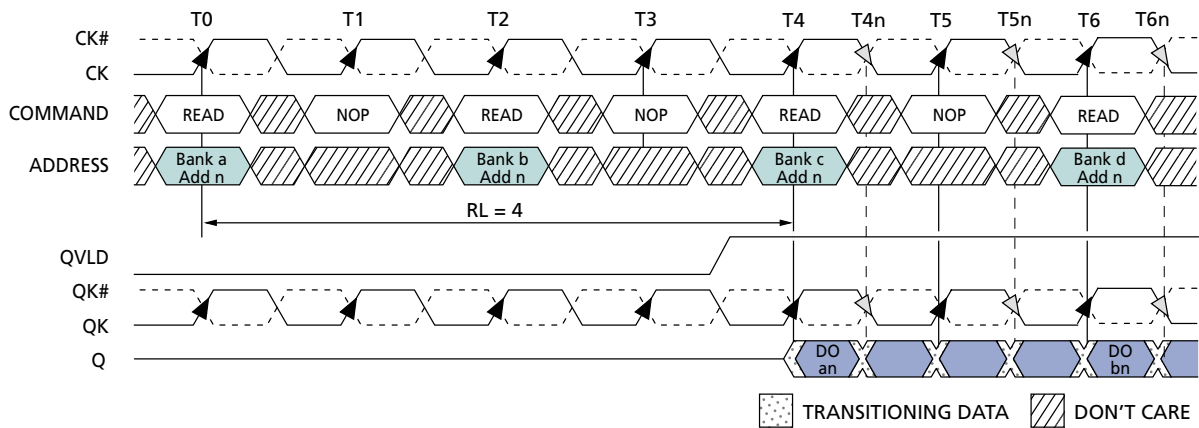 T0 T1 T2 T3 T4 T4n T5 T5n T6 T6n
CK#
CK
COMMAND READ NOP READ NOP READ NOP READ
ADDRESS Bank a Add n Bank b Add n Bank c Add n Bank d Add n
RL = 4
QVLD
QK#
QK
Q DO an DO bn
TRANSITIONING DATA DON'T CARE